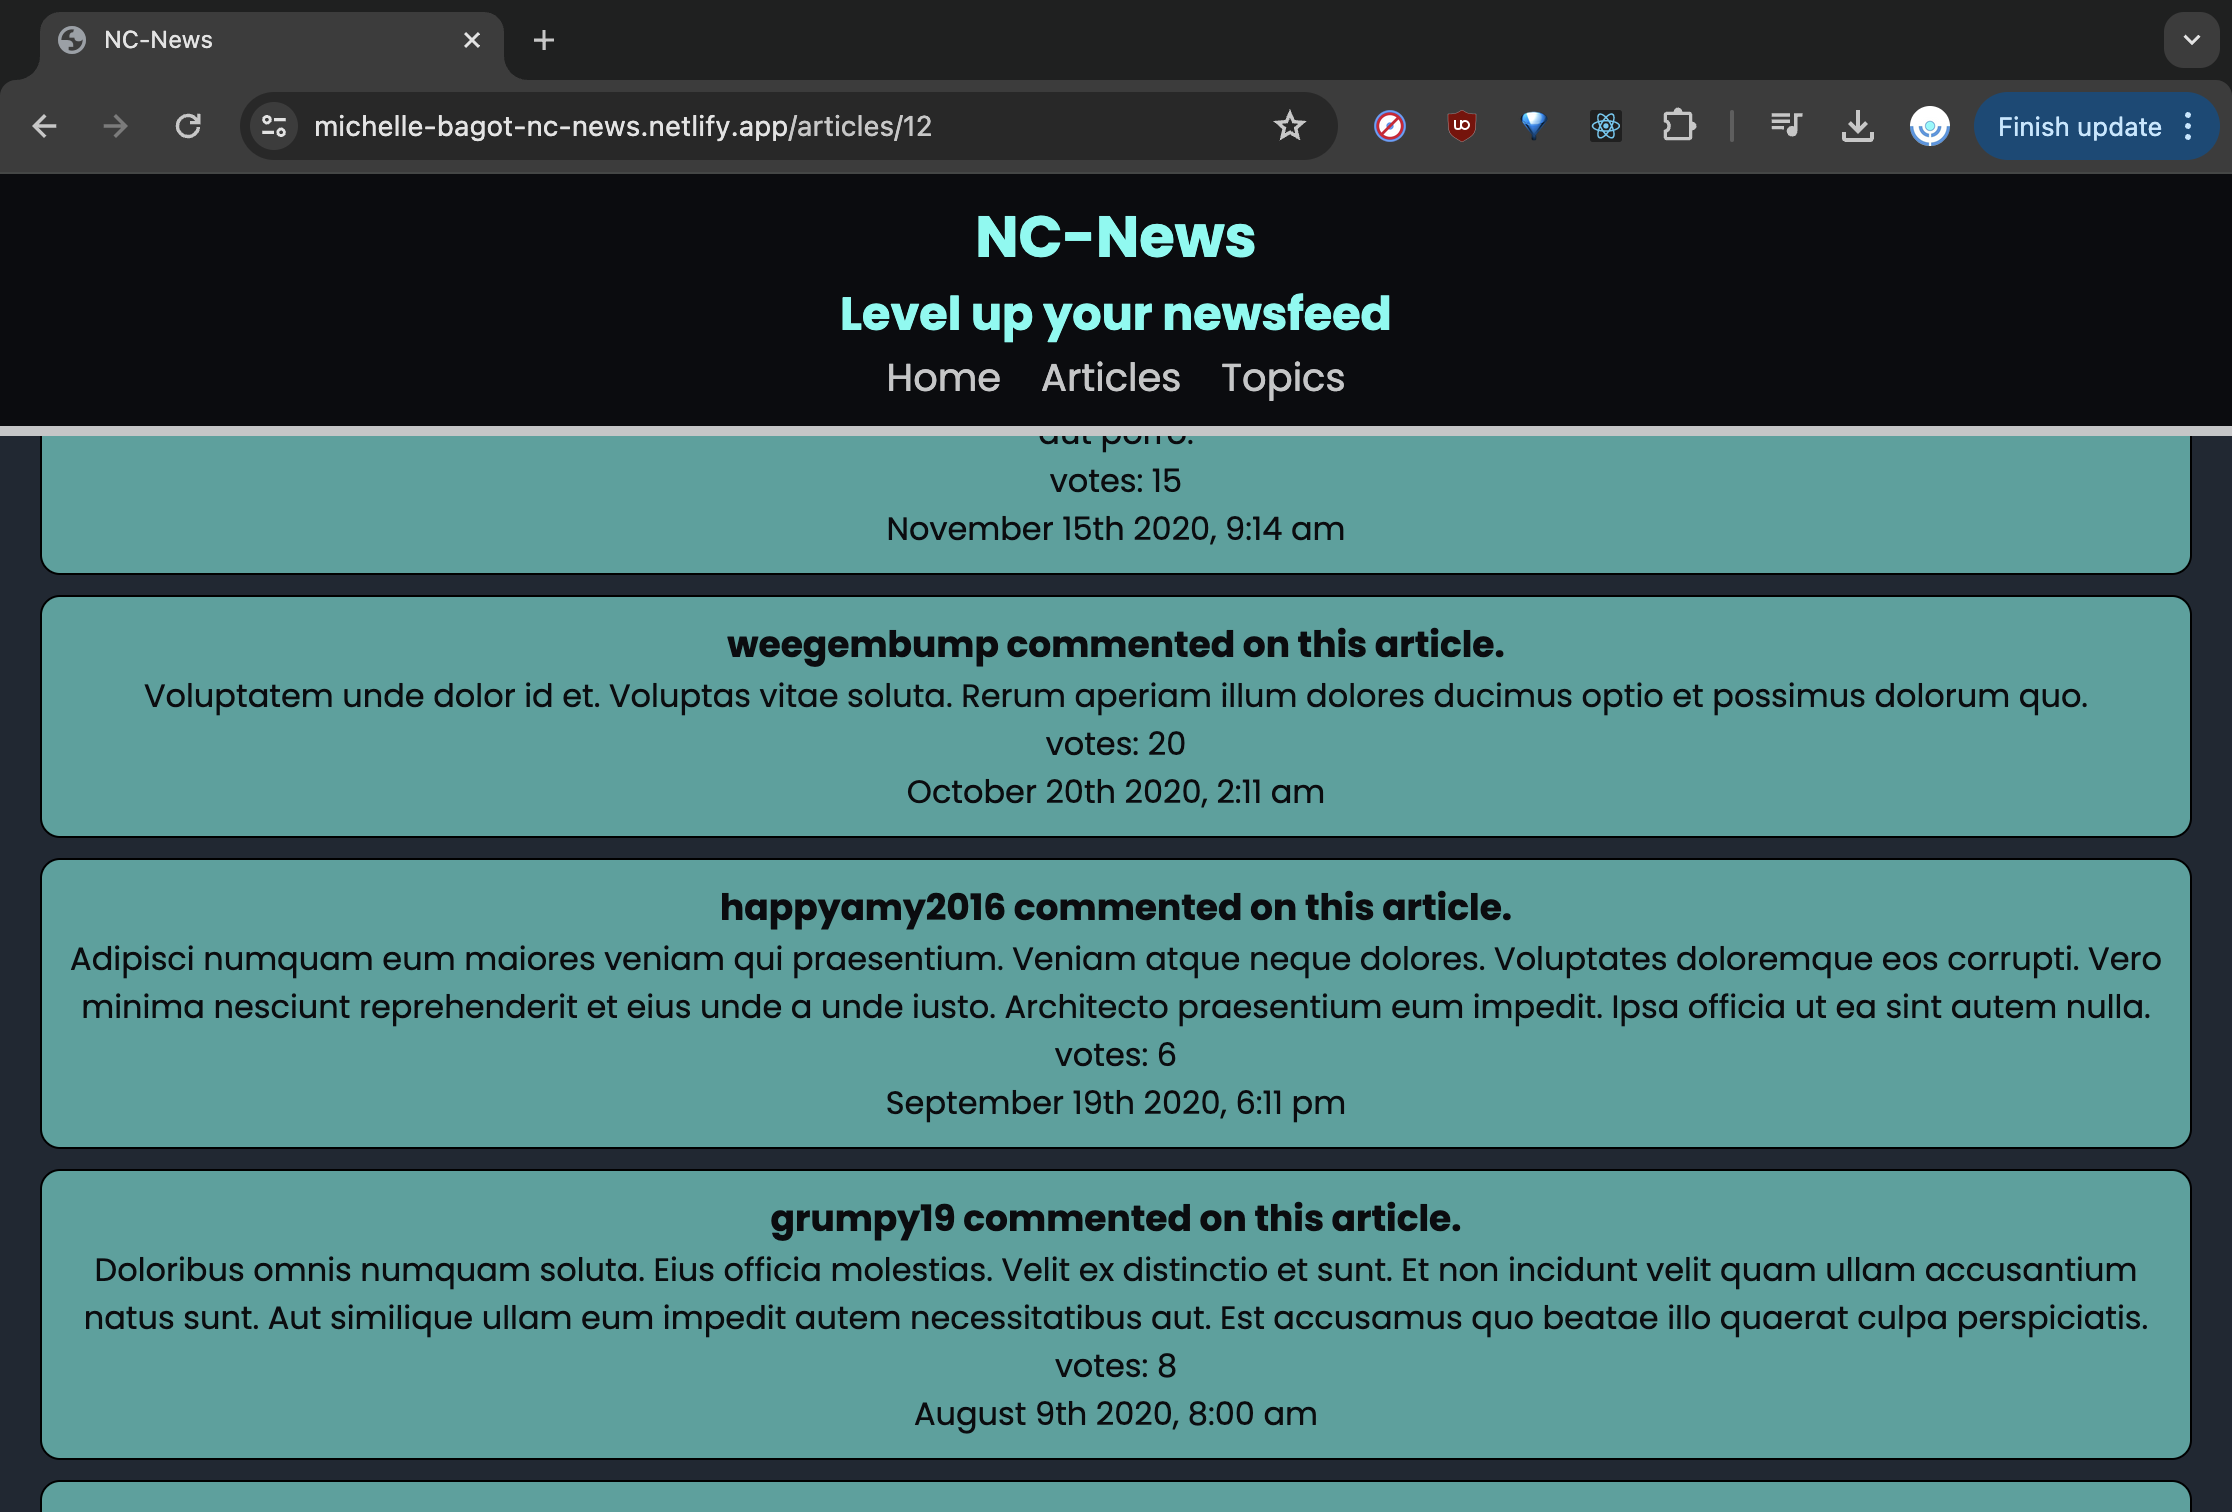 NC-News
michelle-bagot-nc-news.netlify.app/articles/12
Finish update
NC-News
Level up your newsfeed
Home Articles Topics
aut porro.
votes: 15
November 15th 2020, 9:14 am
weegembump commented on this article.
Voluptatem unde dolor id et. Voluptas vitae soluta. Rerum aperiam illum dolores ducimus optio et possimus dolorum quo.
votes: 20
October 20th 2020, 2:11 am
happyamy2016 commented on this article.
Adipisci numquam eum maiores veniam qui praesentium. Veniam atque neque dolores. Voluptates doloremque eos corrupti. Vero
minima nesciunt reprehenderit et eius unde a unde iusto. Architecto praesentium eum impedit. Ipsa officia ut ea sint autem nulla.
votes: 6
September 19th 2020, 6:11 pm
grumpy19 commented on this article.
Doloribus omnis numquam soluta. Eius officia molestias. Velit ex distinctio et sunt. Et non incidunt velit quam ullam accusantium
natus sunt. Aut similique ullam eum impedit autem necessitatibus aut. Est accusamus quo beatae illo quaerat culpa perspiciatis.
votes: 8
August 9th 2020, 8:00 am